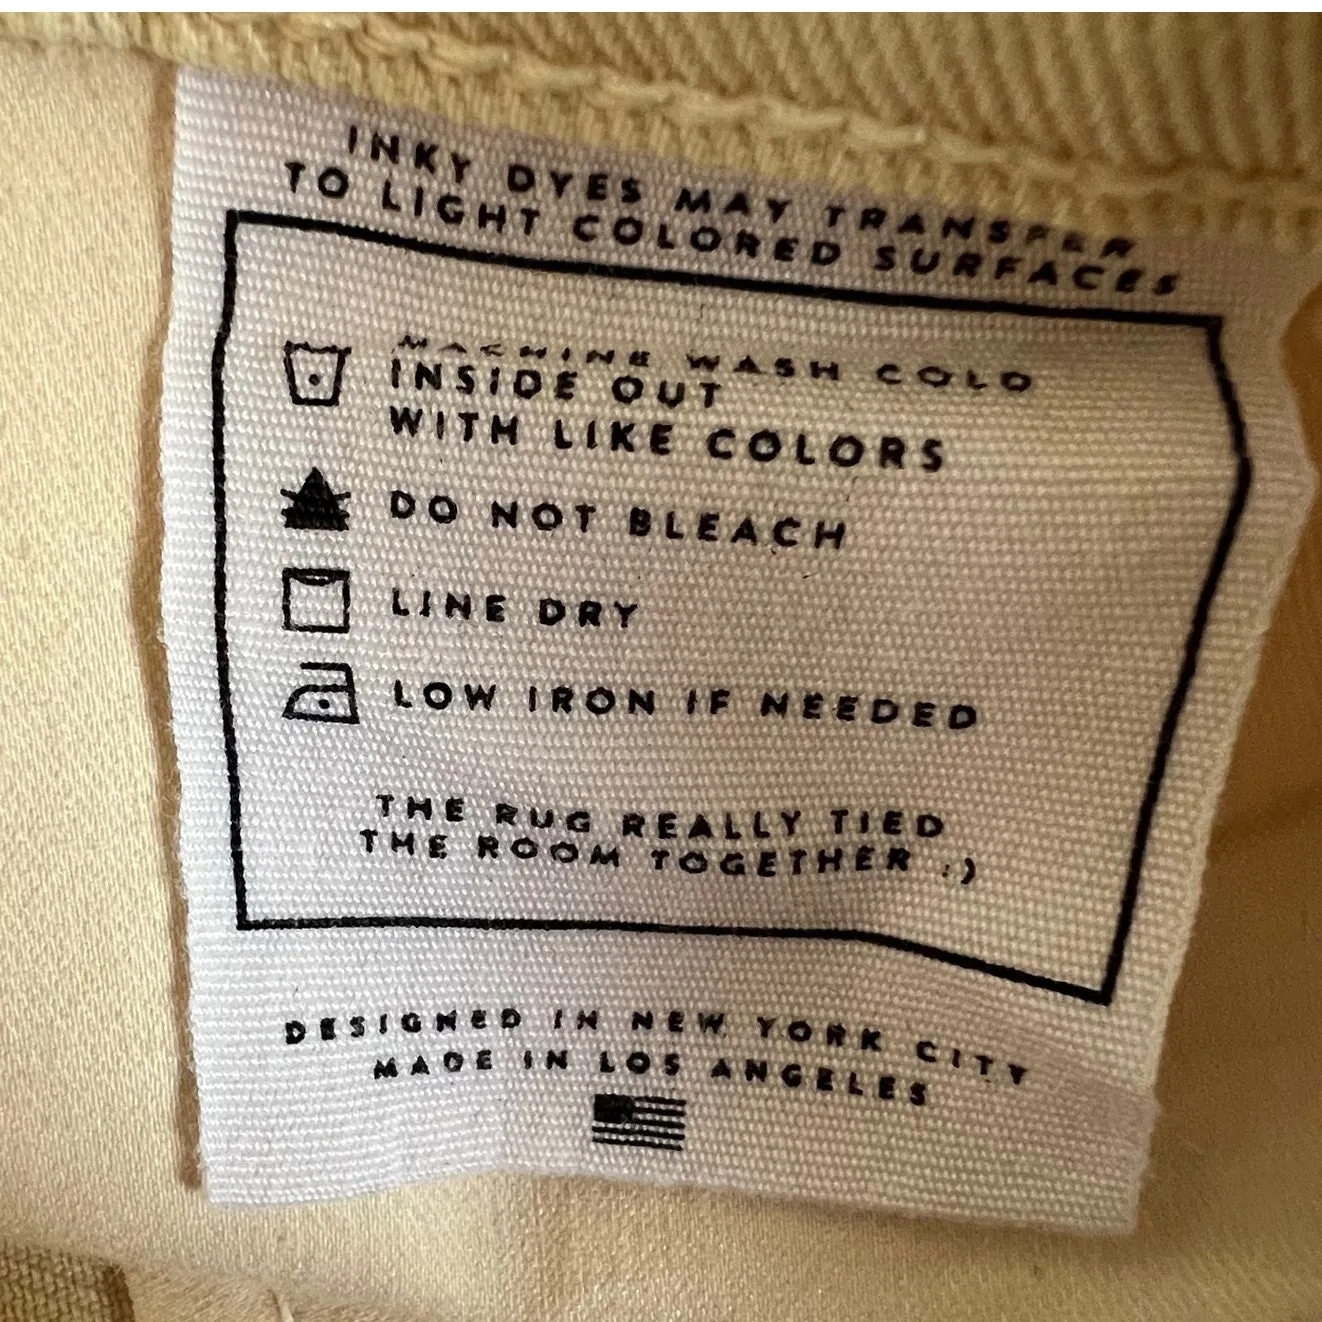 INKY DYES MAY TRANSFER
TO LIGHT COLORED SURFACES
MACHINE WASH COLD
INSIDE OUT
WITH LIKE COLORS
DO NOT BLEACH
LINE DRY
LOW IRON IF NEEDED
THE RUG REALLY TIED
THE ROOM TOGETHER :)
DESIGNED IN NEW YORK CITY
MADE IN LOS ANGELES